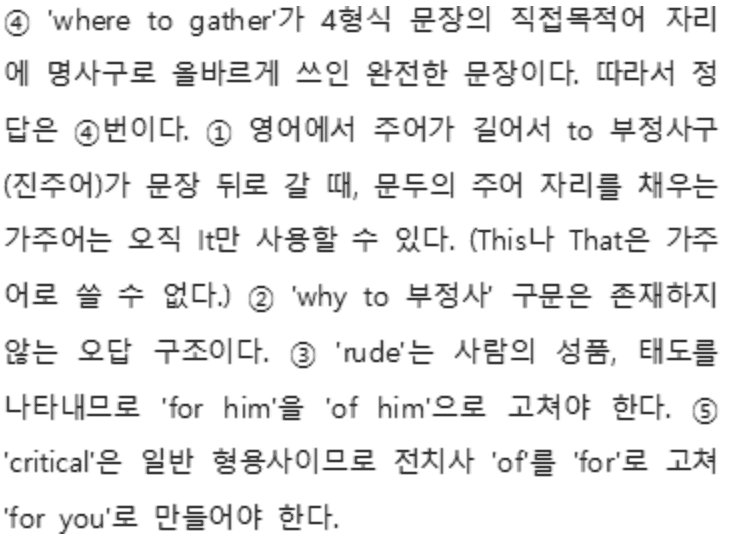 ④ 'where to gather'가 4형식 문장의 직접목적어 자리
에 명사구로 올바르게 쓰인 완전한 문장이다. 따라서 정
답은 ④번이다. ① 영어에서 주어가 길어서 to 부정사구
(진주어)가 문장 뒤로 갈 때, 문두의 주어 자리를 채우는
가주어는 오직 It만 사용할 수 있다. (This나 That은 가주
어로 쓸 수 없다.) ② 'why to 부정사' 구문은 존재하지
않는 오답 구조이다. ③ 'rude'는 사람의 성품, 태도를
나타내므로 'for him'을 'of him'으로 고쳐야 한다. ⑤
'critical'은 일반 형용사이므로 전치사 'of'를 'for'로 고쳐
'for you'로 만들어야 한다.